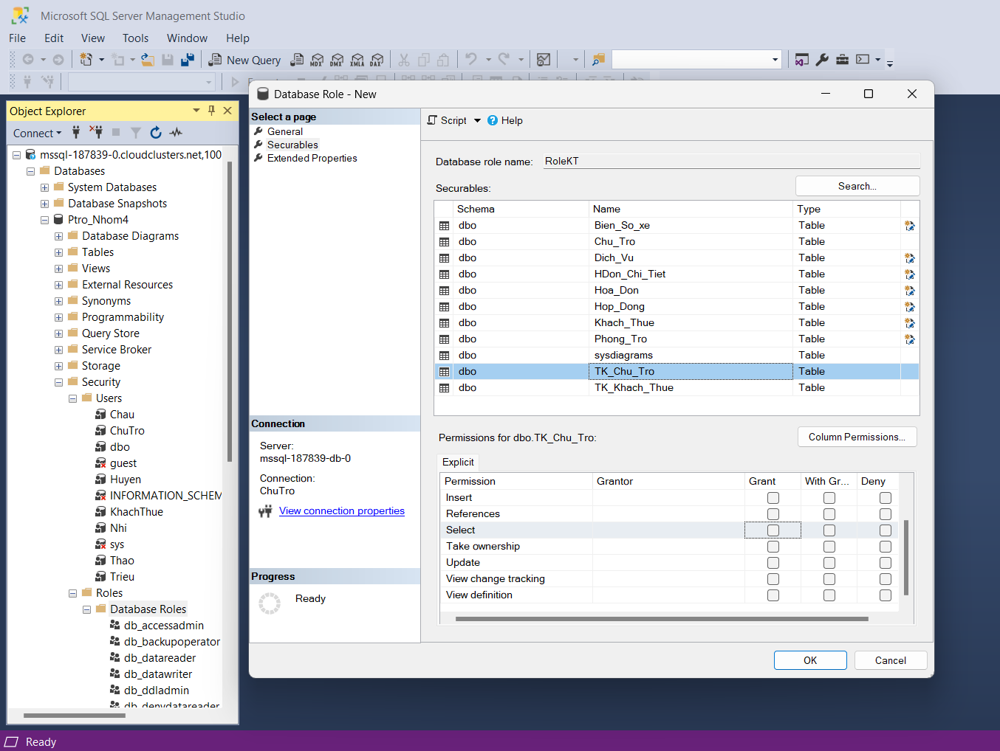 Microsoft SQL Server Management Studio
File Edit View Tools Window Help
New Query MDX DMX XMLA DAX
Object Explorer
Connect
mssql-187839-0.cloudclusters.net,100
Databases
System Databases
Database Snapshots
Ptro_Nhom4
Database Diagrams
Tables
Views
External Resources
Synonyms
Programmability
Query Store
Service Broker
Storage
Security
Users
Chau
ChuTro
dbo
guest
Huyen
INFORMATION_SCHEM
KhachThue
Nhi
sys
Thao
Trieu
Roles
Database Roles
db_accessadmin
db_backupoperator
db_datareader
db_datawriter
db_ddladmin
db_denydatareader
Database Role - New
Select a page
General
Securables
Extended Properties
Connection
Server:
mssql-187839-db-0
Connection:
ChuTro
View connection properties
Progress
Ready
Script Help
Database role name: RoleKT
Securables: Search...
Schema Name Type
dbo Bien_So_xe Table
dbo Chu_Tro Table
dbo Dich_Vu Table
dbo HDon_Chi_Tiet Table
dbo Hoa_Don Table
dbo Hop_Dong Table
dbo Khach_Thue Table
dbo Phong_Tro Table
dbo sysdiagrams Table
dbo TK_Chu_Tro Table
dbo TK_Khach_Thue Table
Permissions for dbo.TK_Chu_Tro: Column Permissions...
Explicit
Permission Grantor Grant With Gr... Deny
Insert
References
Select
Take ownership
Update
View change tracking
View definition
OK Cancel
Ready